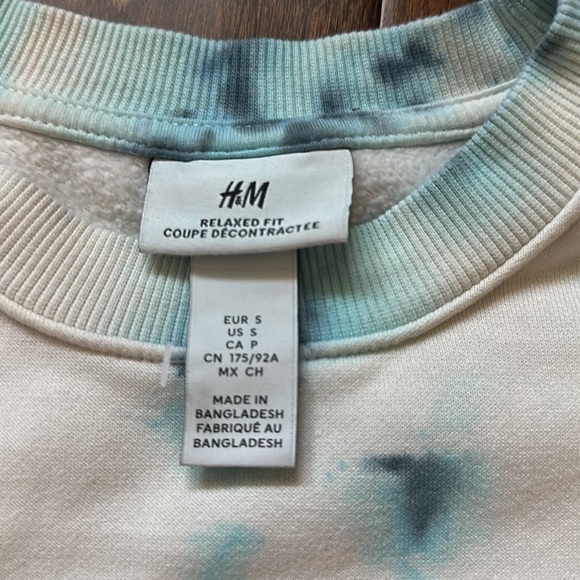 H&M
RELAXED FIT
COUPE DÉCONTRACTÉE
EUR S
US S
CA P
CN 175/92A
MX CH
MADE IN
BANGLADESH
FABRIQUÉ AU
BANGLADESH